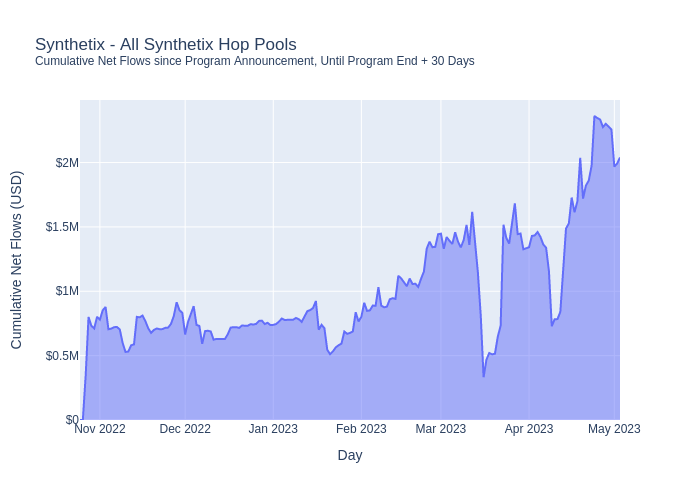 Synthetix - All Synthetix Hop Pools
Cumulative Net Flows since Program Announcement, Until Program End + 30 Days
Cumulative Net Flows (USD)
$2M
$1.5M
$1M
$0.5M
$0
Nov 2022 Dec 2022 Jan 2023 Feb 2023 Mar 2023 Apr 2023 May 2023
Day